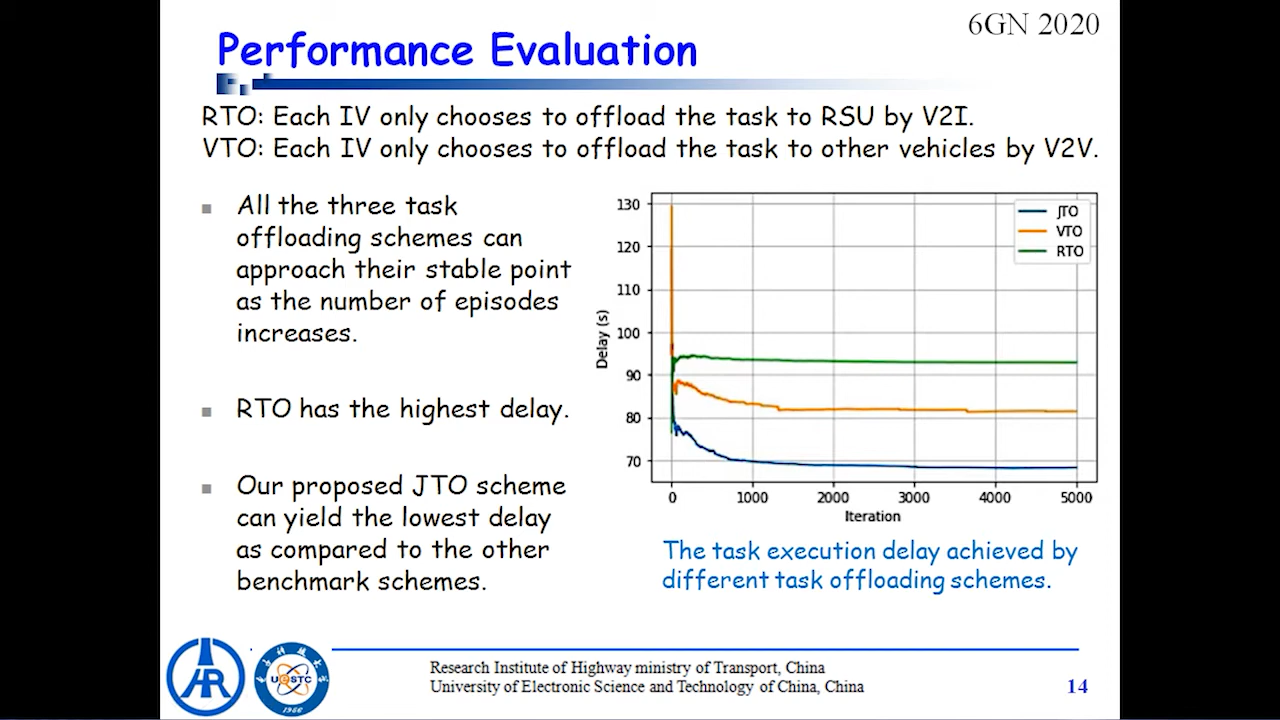 6GN 2020
Performance Evaluation
RTO: Each IV only chooses to offload the task to RSU by V2I.
VTO: Each IV only chooses to offload the task to other vehicles by V2V.
All the three task
offloading schemes can
approach their stable point
as the number of episodes
increases.
RTO has the highest delay.
Our proposed JTO scheme
can yield the lowest delay
as compared to the other
benchmark schemes.
130
120
110
100
90
80
70
Delay (s)
JTO
VTO
RTO
0 1000 2000 3000 4000 5000
Iteration
The task execution delay achieved by
different task offloading schemes.
UESTC
1956
Research Institute of Highway ministry of Transport, China
University of Electronic Science and Technology of China, China
14